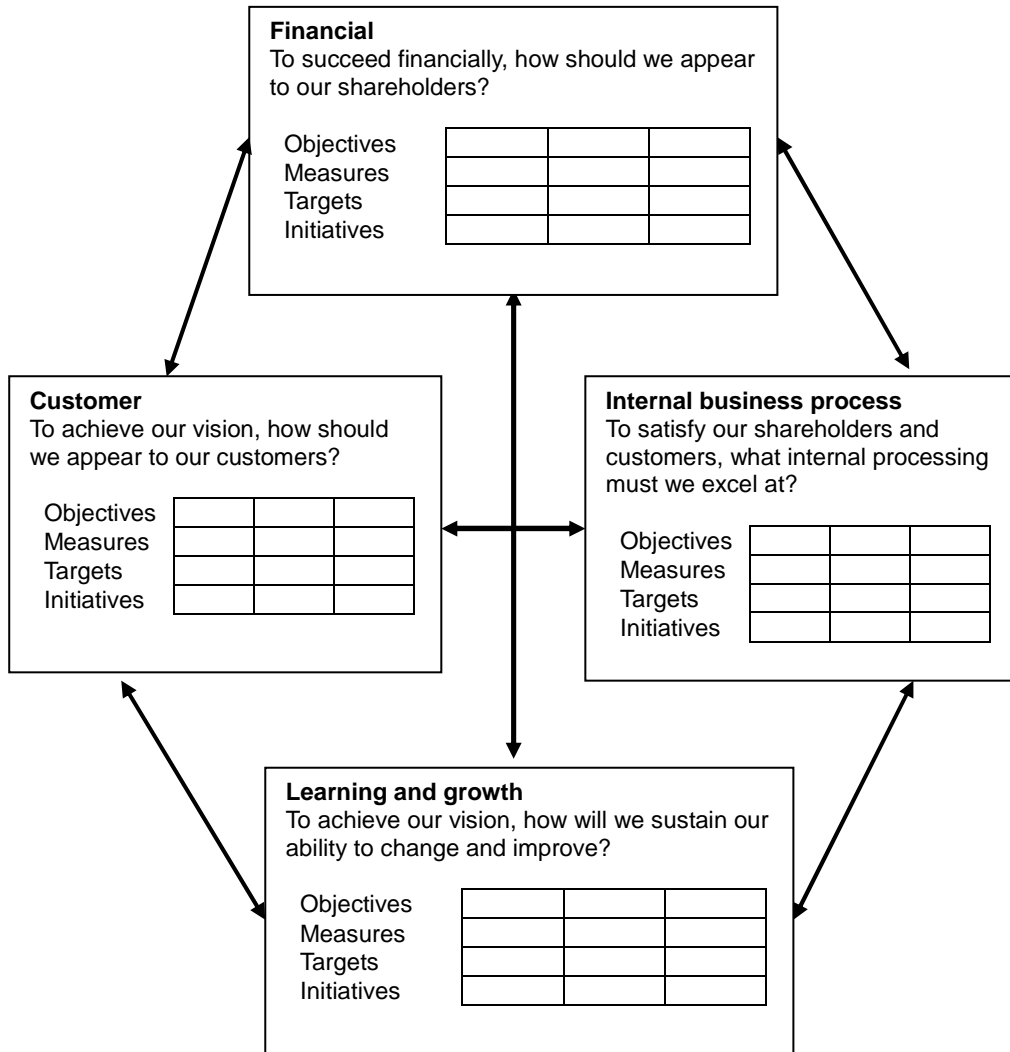 Financial
To succeed financially, how should we appear
to our shareholders?
Objectives
Measures
Targets
Initiatives
Customer
To achieve our vision, how should
we appear to our customers?
Objectives
Measures
Targets
Initiatives
Internal business process
To satisfy our shareholders and
customers, what internal processing
must we excel at?
Objectives
Measures
Targets
Initiatives
Learning and growth
To achieve our vision, how will we sustain our
ability to change and improve?
Objectives
Measures
Targets
Initiatives